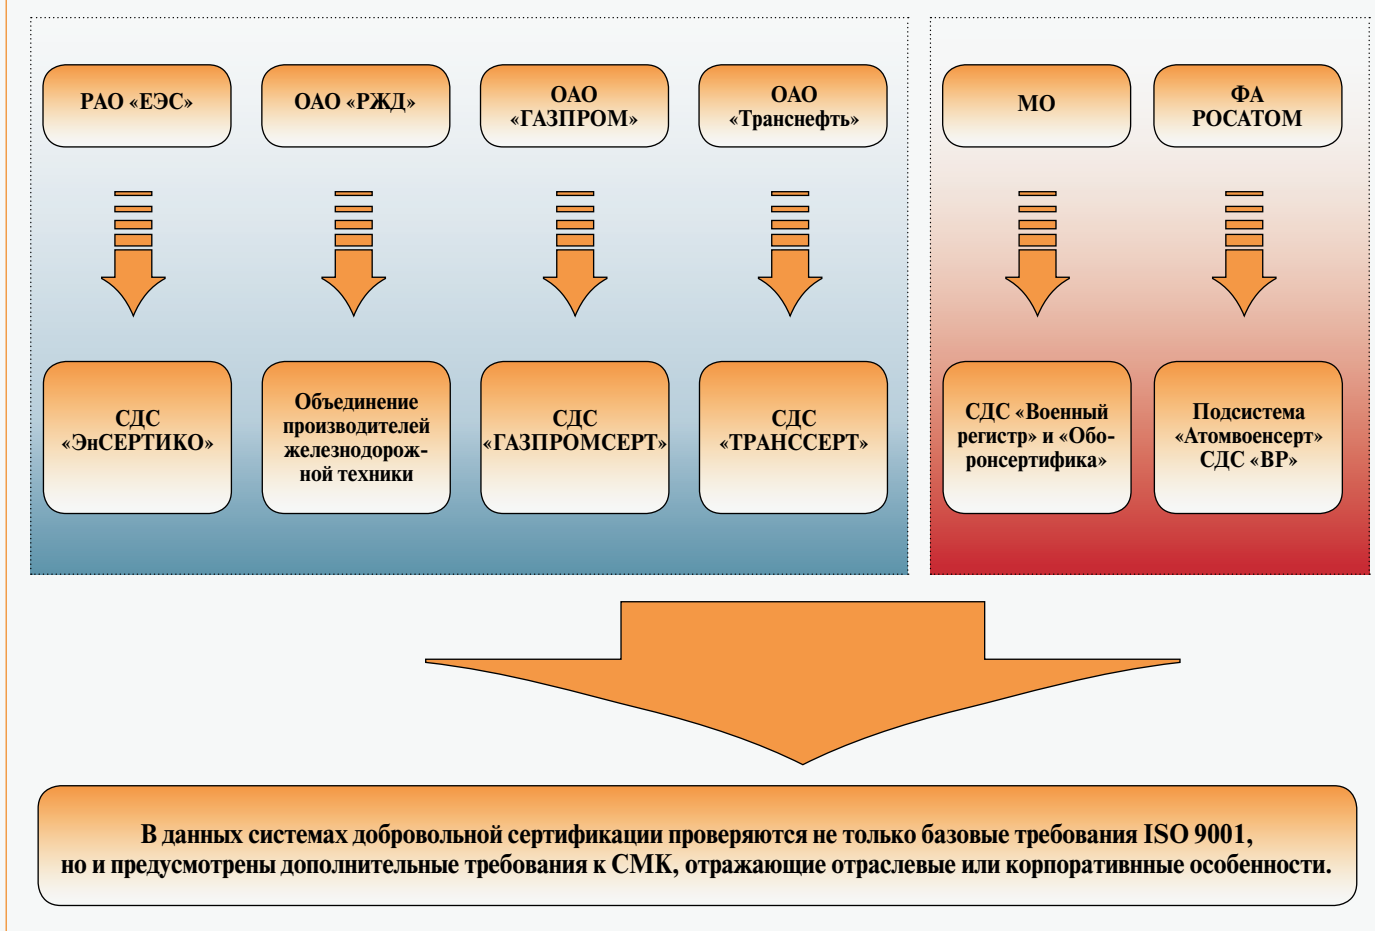 РАО «ЕЭС»
ОАО «РЖД»
ОАО
«ГАЗПРОМ»
ОАО
«Транснефть»
МО
ФА
РОСАТОМ
СДС
«ЭнСЕРТИКО»
Объединение
производителей
железнодорож-
ной техники
СДС
«ГАЗПРОМСЕРТ»
СДС
«ТРАНССЕРТ»
СДС «Военный
регистр» и «Обо-
ронсертифика»
Подсистема
«Атомвоенсерт»
СДС «ВР»
В данных системах добровольной сертификации проверяются не только базовые требования ISO 9001,
но и предусмотрены дополнительные требования к СМК, отражающие отраслевые или корпоративнные особенности.